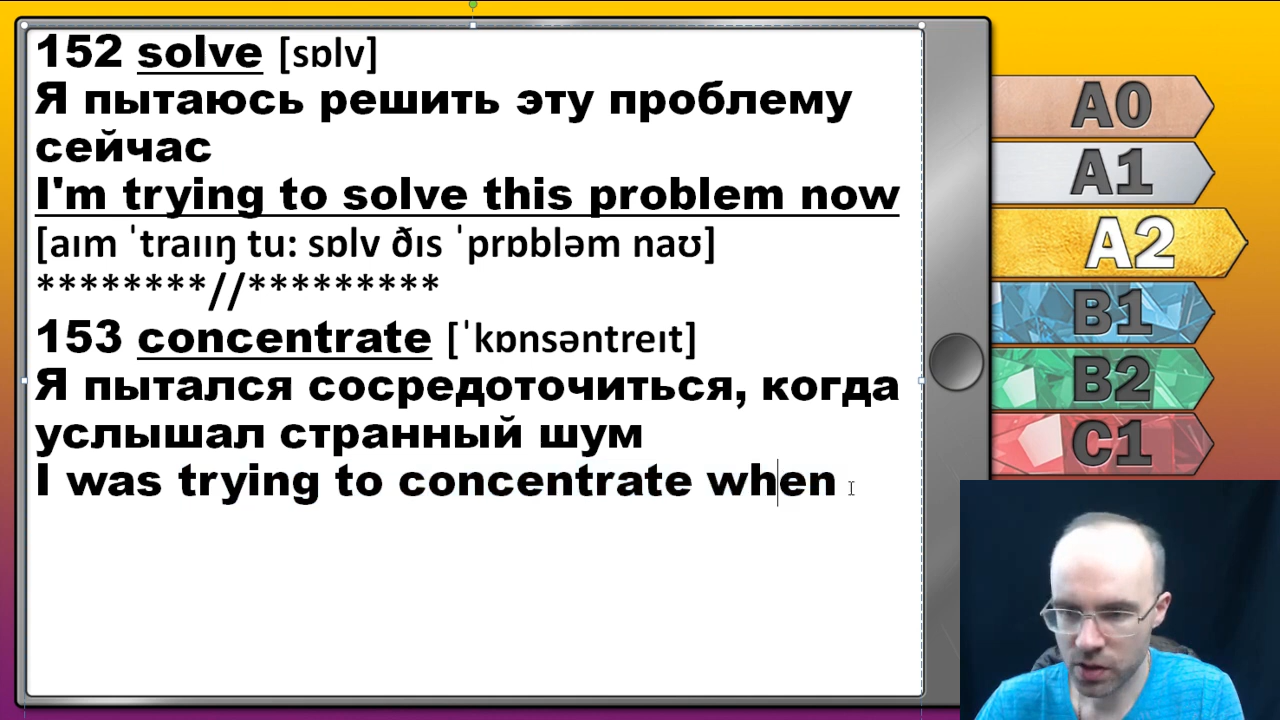 152 solve [sɒlv]
Я пытаюсь решить эту проблему
сейчас
I'm trying to solve this problem now
[aɪm ˈtraɪɪŋ tu: sɒlv ðɪs ˈprɒbləm naʊ]
********//*********
153 concentrate [ˈkɒnsəntreɪt]
Я пытался сосредоточиться, когда
услышал странный шум
I was trying to concentrate when
A0
A1
A2
B1
B2
C1